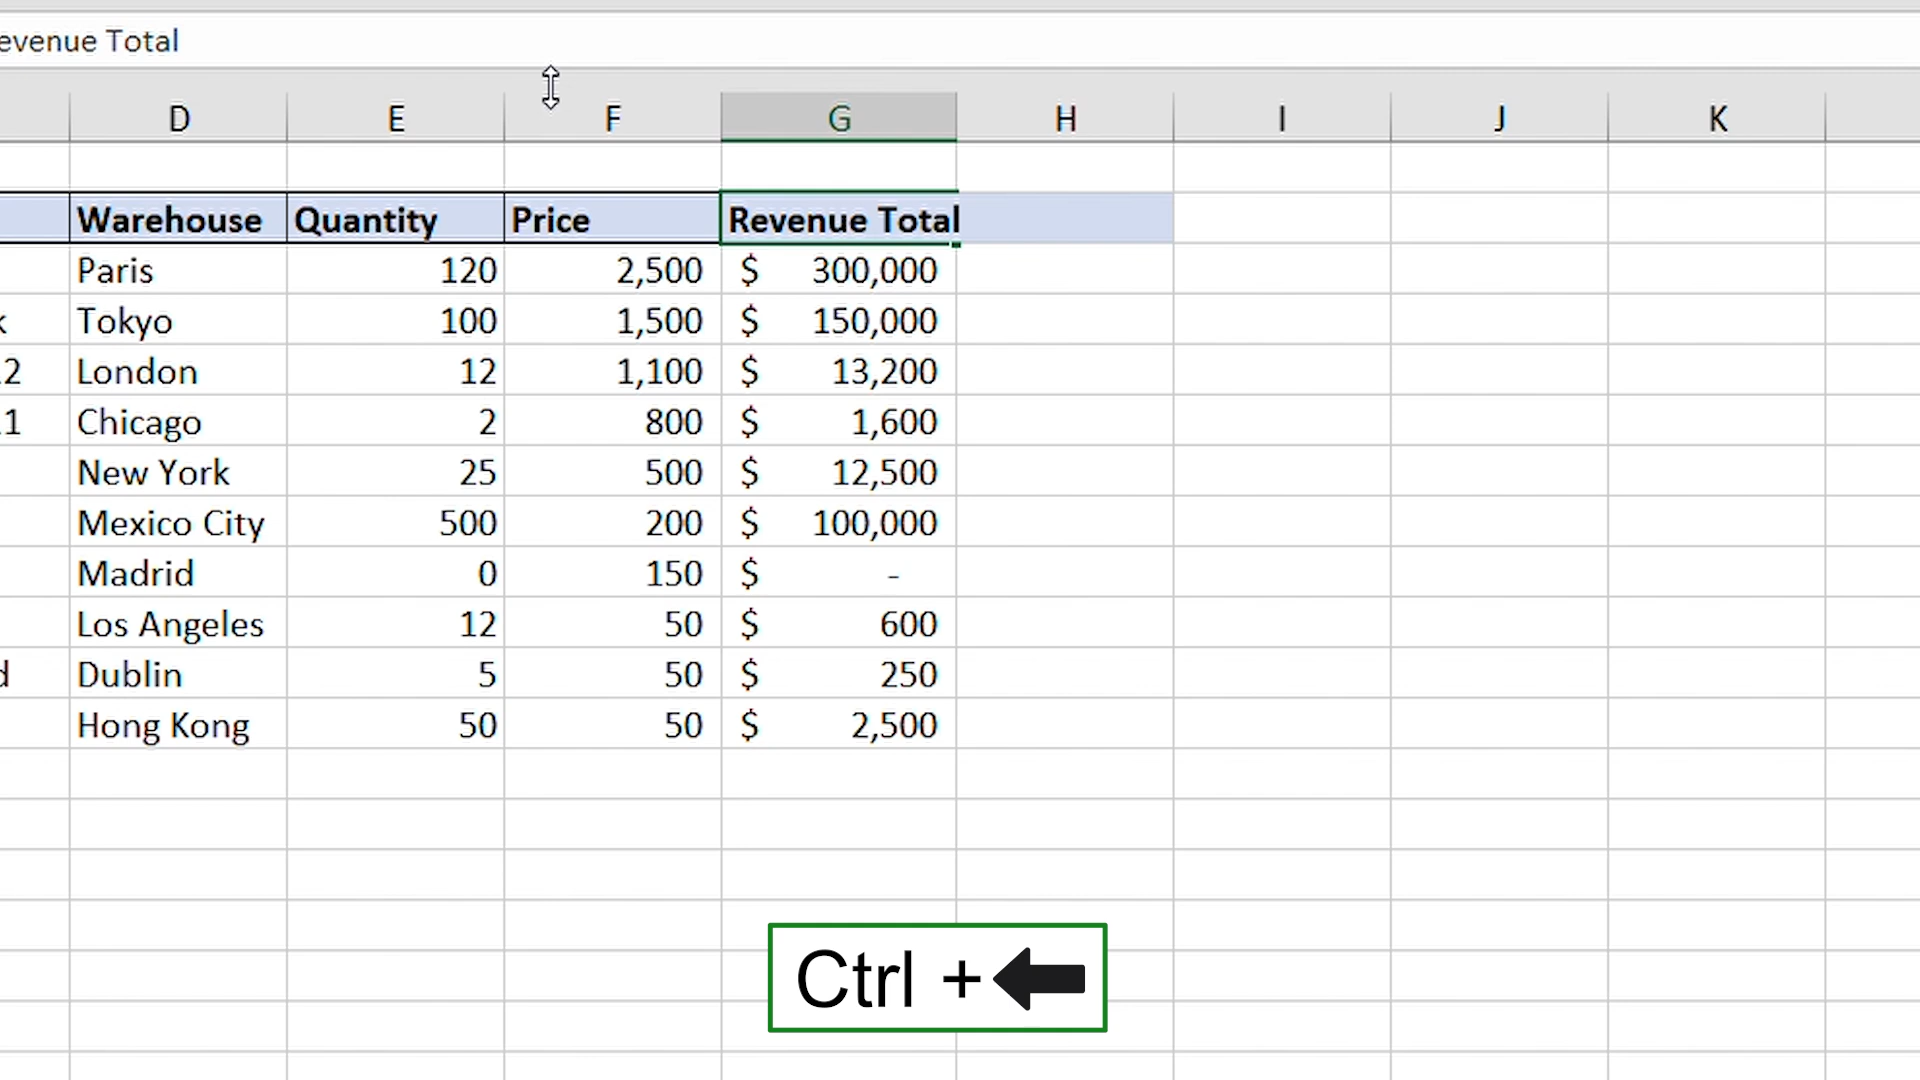 evenue Total
D E F G H I J K
Warehouse Quantity Price Revenue Total
Paris 120 2,500 $ 300,000
k Tokyo 100 1,500 $ 150,000
12 London 12 1,100 $ 13,200
11 Chicago 2 800 $ 1,600
New York 25 500 $ 12,500
Mexico City 500 200 $ 100,000
Madrid 0 150 $ -
Los Angeles 12 50 $ 600
d Dublin 5 50 $ 250
Hong Kong 50 50 $ 2,500
Ctrl +